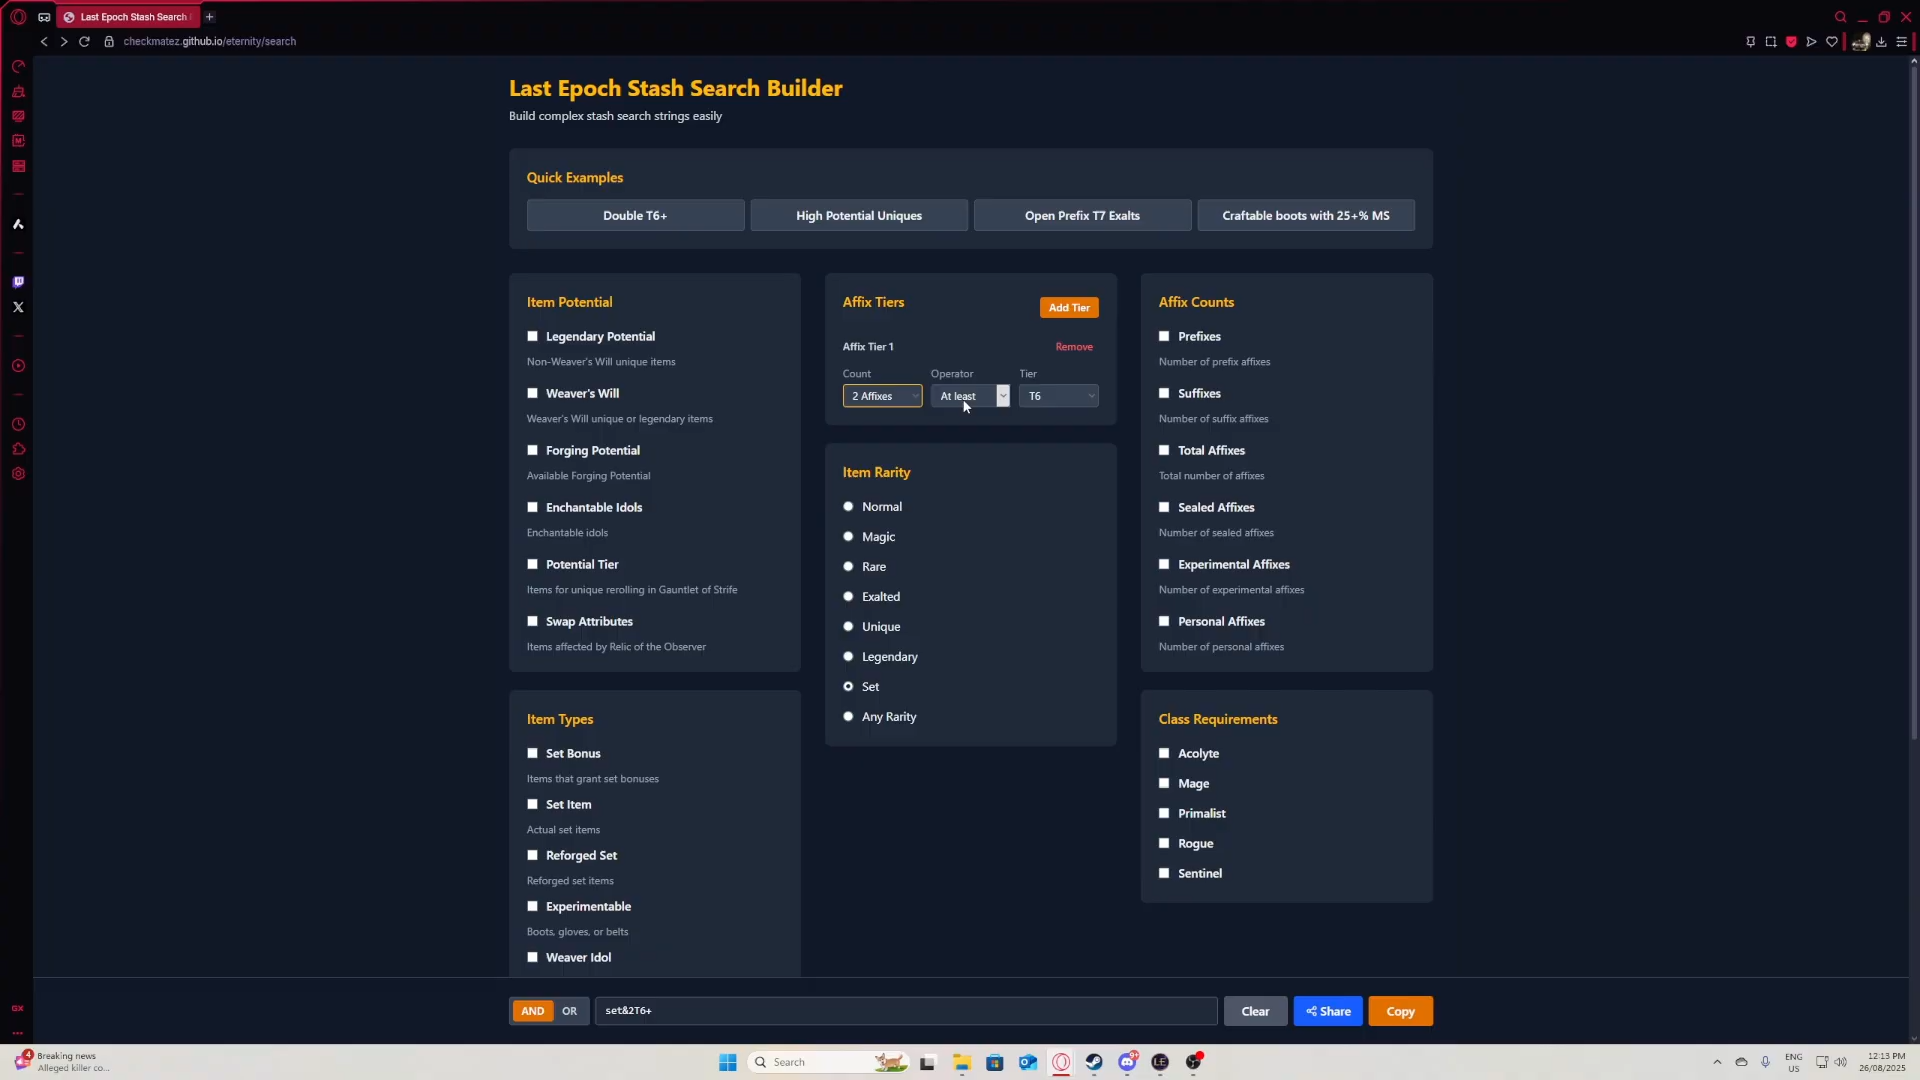 Last Epoch Stash Search
checkmatez.github.io/eternity/search
Last Epoch Stash Search Builder
Build complex stash search strings easily
Quick Examples
Double T6+
High Potential Uniques
Open Prefix T7 Exalts
Craftable boots with 25+% MS
Item Potential
Legendary Potential
Non-Weaver's Will unique items
Weaver's Will
Weaver's Will unique or legendary items
Forging Potential
Available Forging Potential
Enchantable Idols
Enchantable idols
Potential Tier
Items for unique rerolling in Gauntlet of Strife
Swap Attributes
Items affected by Relic of the Observer
Affix Tiers
Add Tier
Affix Tier 1
Remove
Count
Operator
Tier
2 Affixes
At least
T6
Item Rarity
Normal
Magic
Rare
Exalted
Unique
Legendary
Set
Any Rarity
Affix Counts
Prefixes
Number of prefix affixes
Suffixes
Number of suffix affixes
Total Affixes
Total number of affixes
Sealed Affixes
Number of sealed affixes
Experimental Affixes
Number of experimental affixes
Personal Affixes
Number of personal affixes
Item Types
Set Bonus
Items that grant set bonuses
Set Item
Actual set items
Reforged Set
Reforged set items
Experimentable
Boots, gloves, or belts
Weaver Idol
Class Requirements
Acolyte
Mage
Primalist
Rogue
Sentinel
AND
OR
set&2T6+
Clear
Share
Copy
GX
4
Breaking news
Alleged killer co...
Search
9+
LE
ENG
US
12:13 PM
26/08/2025